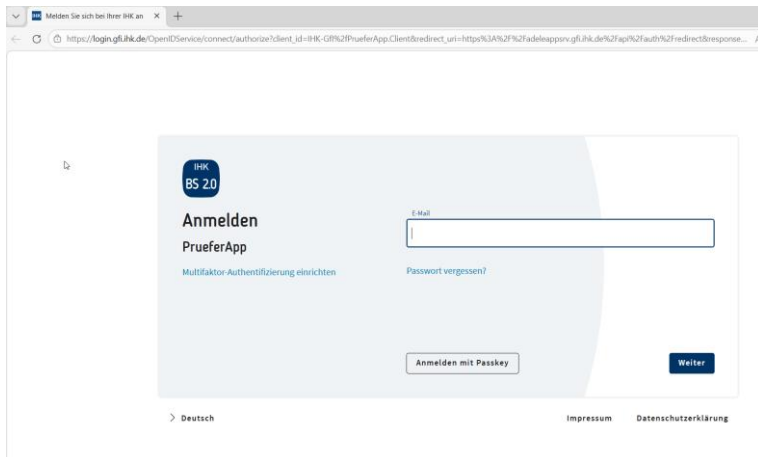 Melden Sie sich bei Ihrer IHK an
https://login.gfi.ihk.de/OpenIDService/connect/authorize?client_id=IHK-GfI%2fPrueferApp.Client&redirect_uri=https%3A%2F%2Fadeleappsrv.gfi.ihk.de%2Fapi%2Fauth%2Fredirect&response...
IHK
BS 2.0
Anmelden
PrueferApp
Multifaktor-Authentifizierung einrichten
E-Mail
Passwort vergessen?
Anmelden mit Passkey
Weiter
Deutsch
Impressum
Datenschutzerklärung